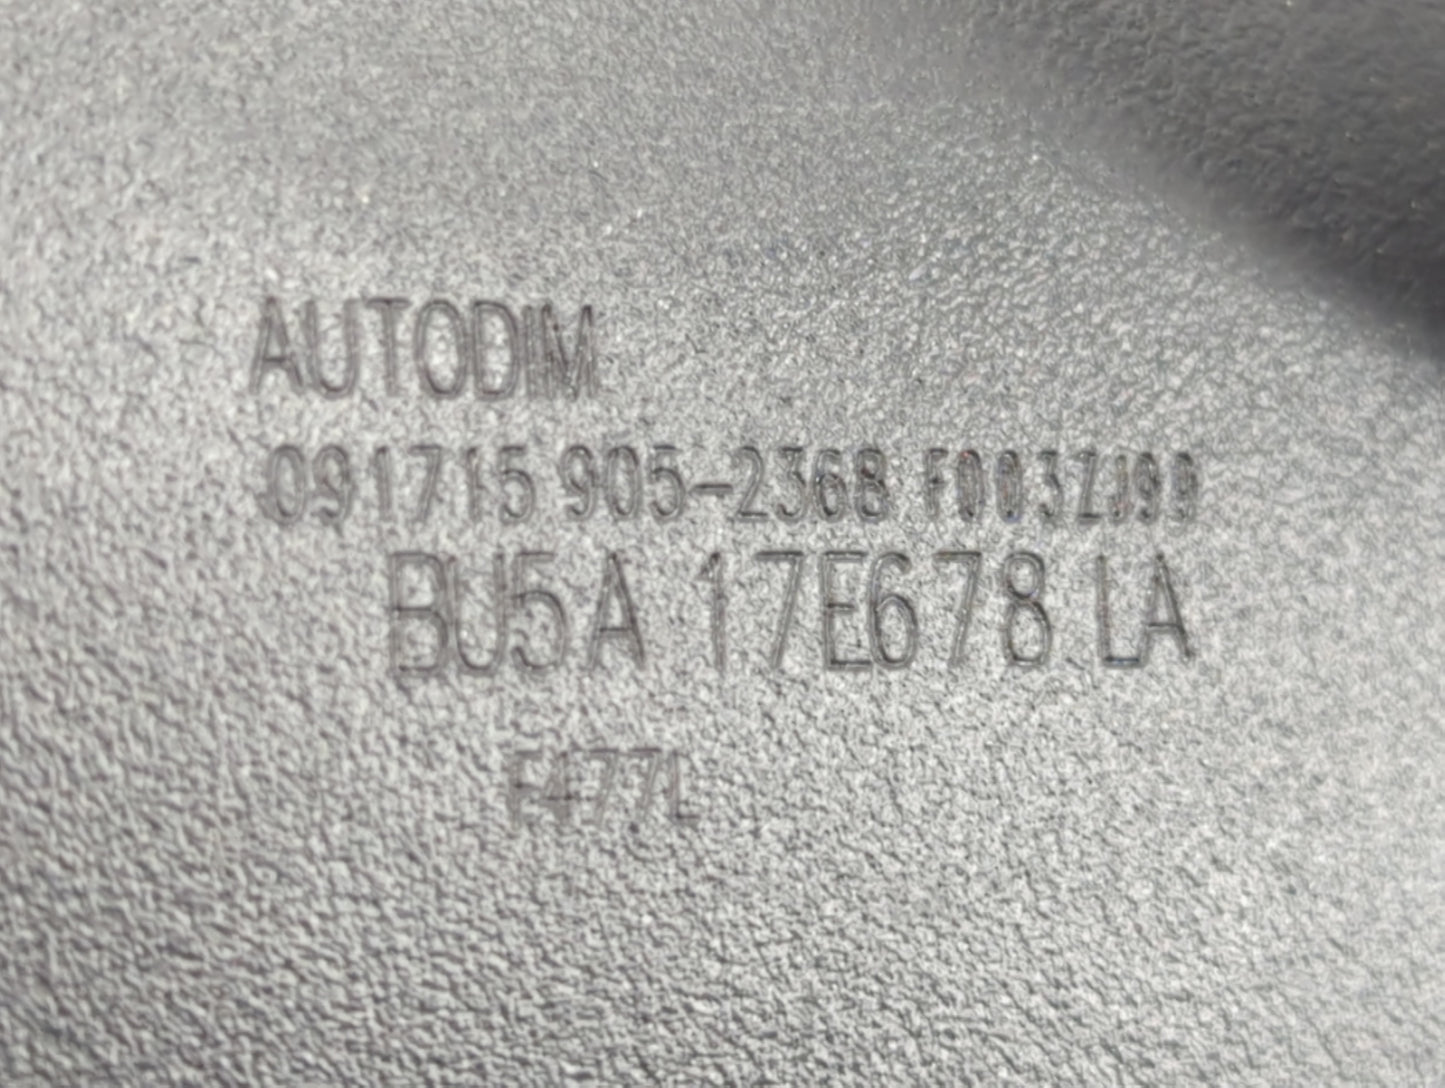 AUTODIM
091715 905-2368 F003ZJ99
BU5A 17E678 LA
F477L